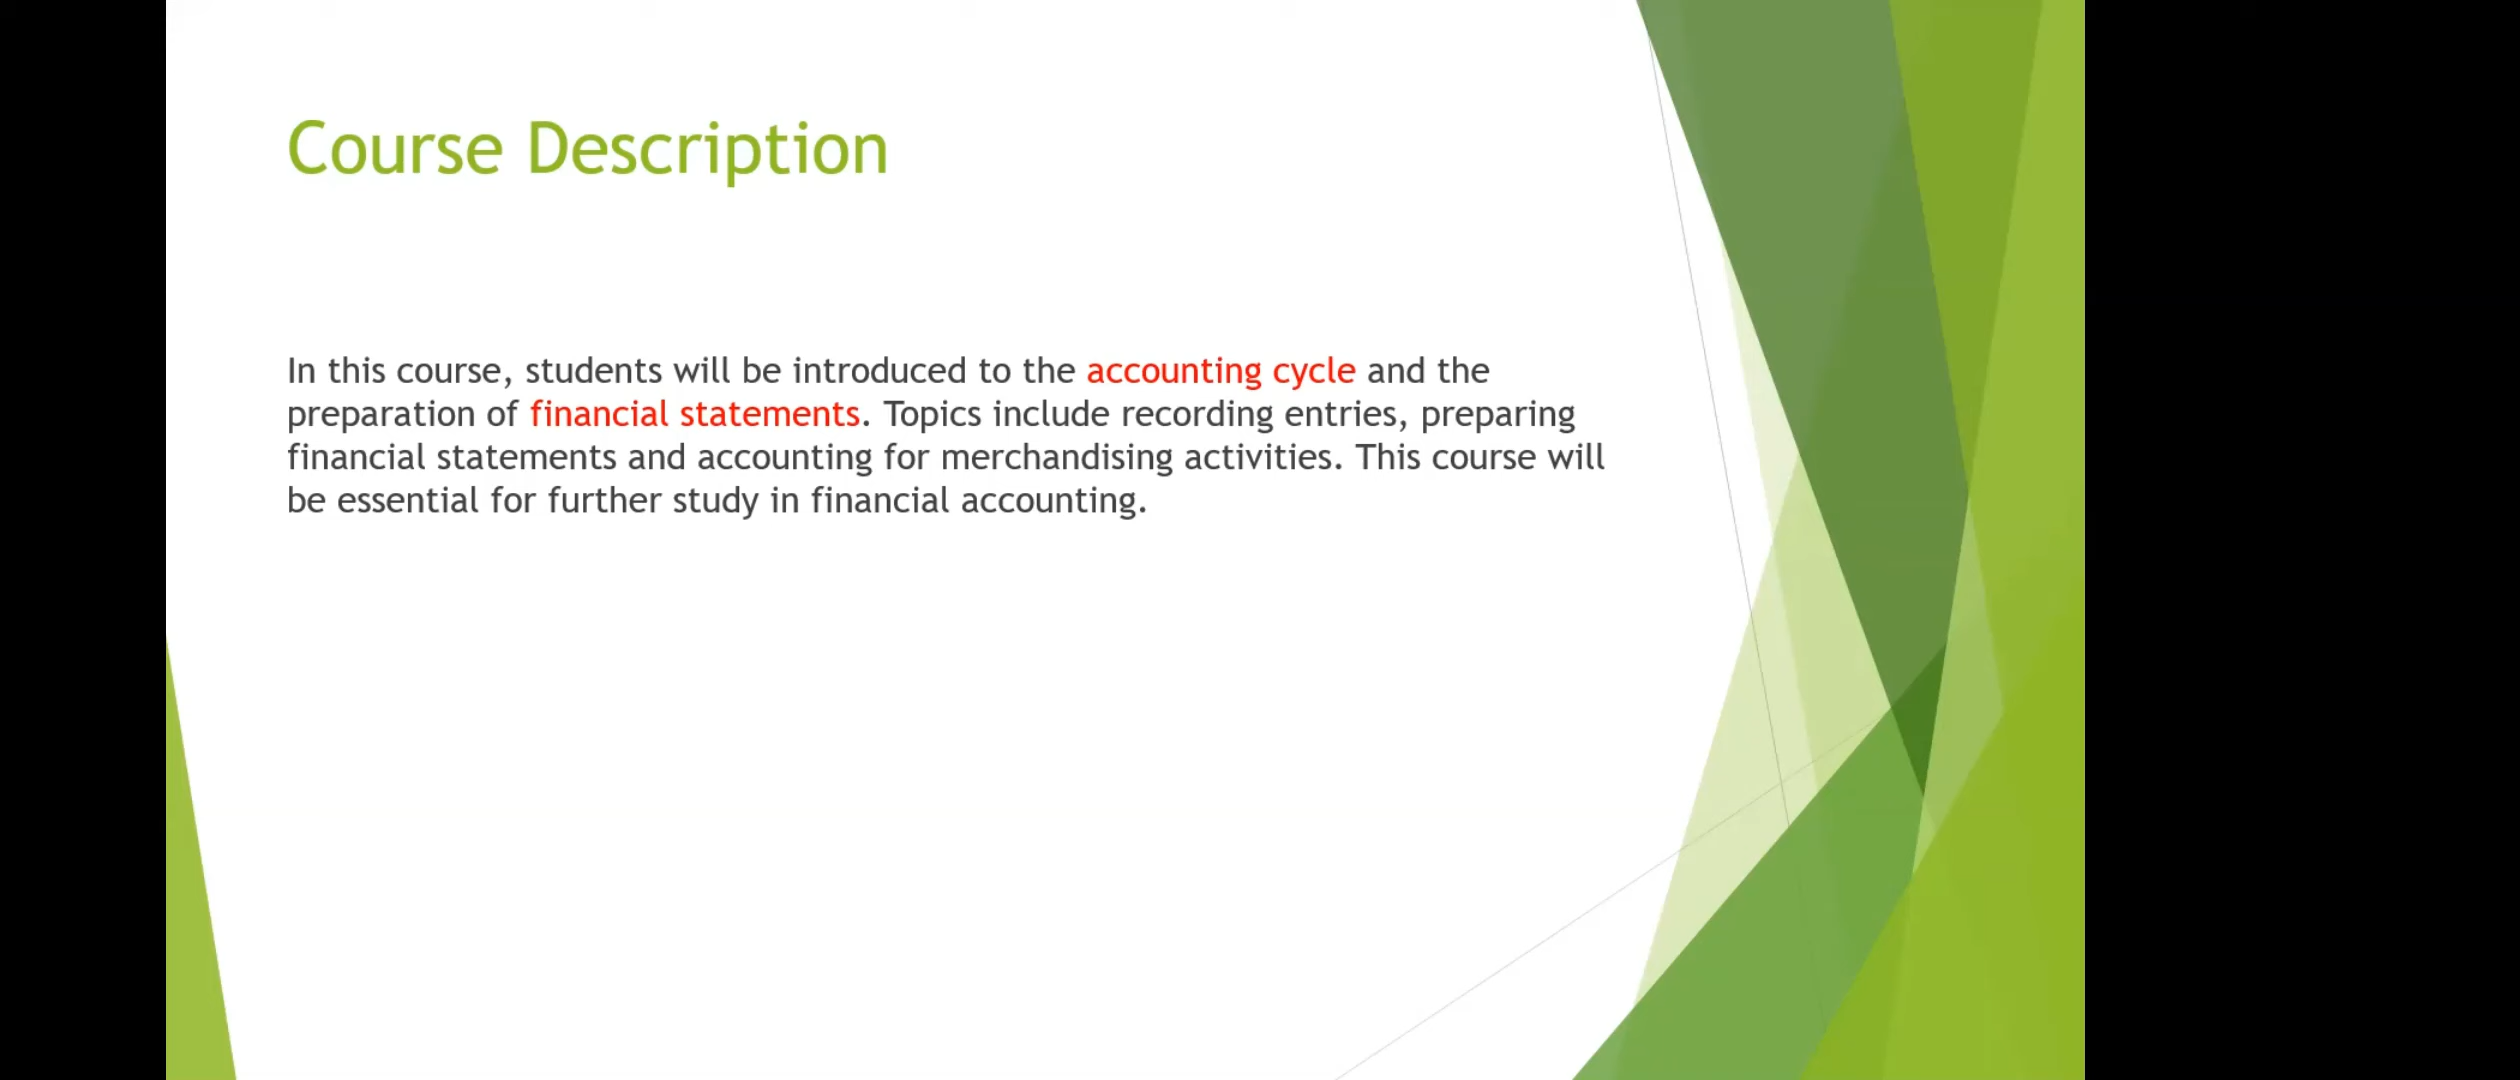 Course Description
In this course, students will be introduced to the accounting cycle and the
preparation of financial statements. Topics include recording entries, preparing
financial statements and accounting for merchandising activities. This course will
be essential for further study in financial accounting.